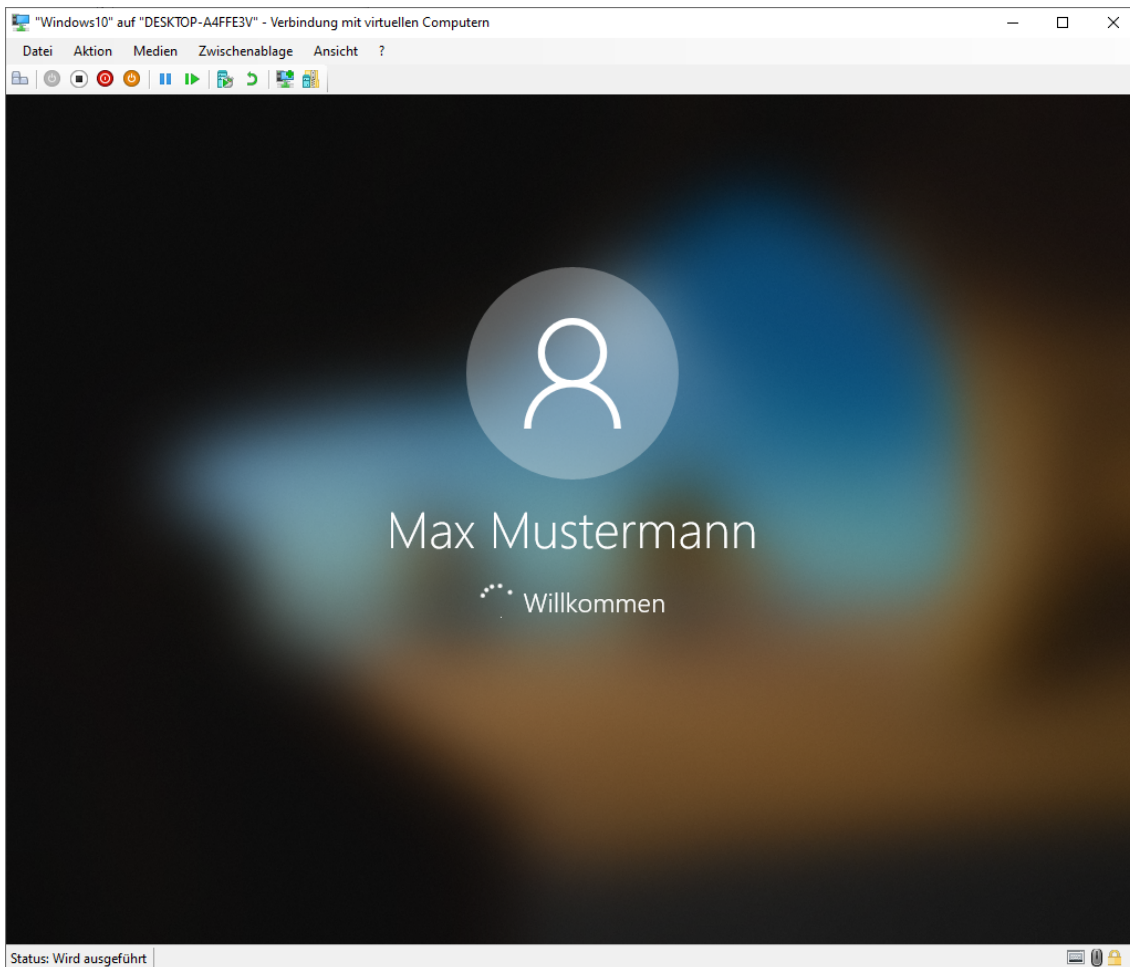 "Windows10" auf "DESKTOP-A4FFE3V" - Verbindung mit virtuellen Computern
Datei Aktion Medien Zwischenablage Ansicht ?
Max Mustermann
Willkommen
Status: Wird ausgeführt